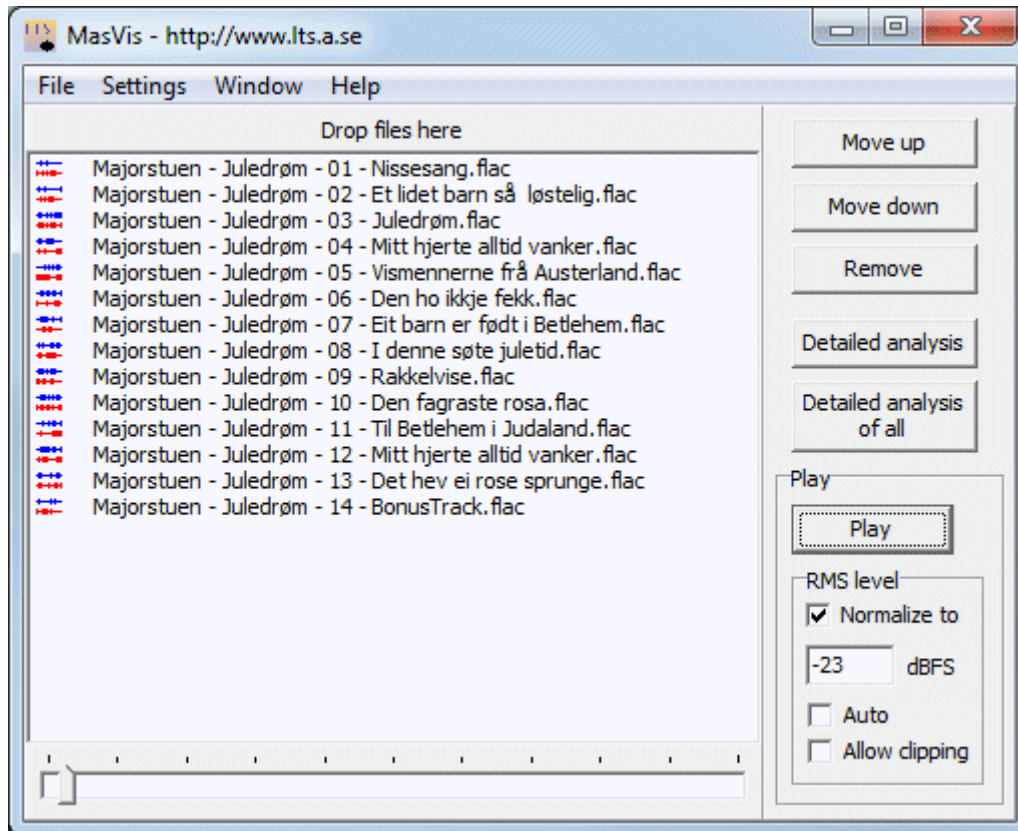 MasVis - http://www.lts.a.se
File Settings Window Help
Drop files here
Majorstuen - Juledrøm - 01 - Nissesang.flac
Majorstuen - Juledrøm - 02 - Et lidet barn så  løstelig.flac
Majorstuen - Juledrøm - 03 - Juledrøm.flac
Majorstuen - Juledrøm - 04 - Mitt hjerte alltid vanker.flac
Majorstuen - Juledrøm - 05 - Vismennerne frå Austerland.flac
Majorstuen - Juledrøm - 06 - Den ho ikkje fekk.flac
Majorstuen - Juledrøm - 07 - Eit barn er født i Betlehem.flac
Majorstuen - Juledrøm - 08 - I denne søte juletid.flac
Majorstuen - Juledrøm - 09 - Rakkelvise.flac
Majorstuen - Juledrøm - 10 - Den fagraste rosa.flac
Majorstuen - Juledrøm - 11 - Til Betlehem i Judaland.flac
Majorstuen - Juledrøm - 12 - Mitt hjerte alltid vanker.flac
Majorstuen - Juledrøm - 13 - Det hev ei rose sprunge.flac
Majorstuen - Juledrøm - 14 - BonusTrack.flac
Move up
Move down
Remove
Detailed analysis
Detailed analysis
of all
Play
Play
RMS level
Normalize to
-23 dBFS
Auto
Allow clipping